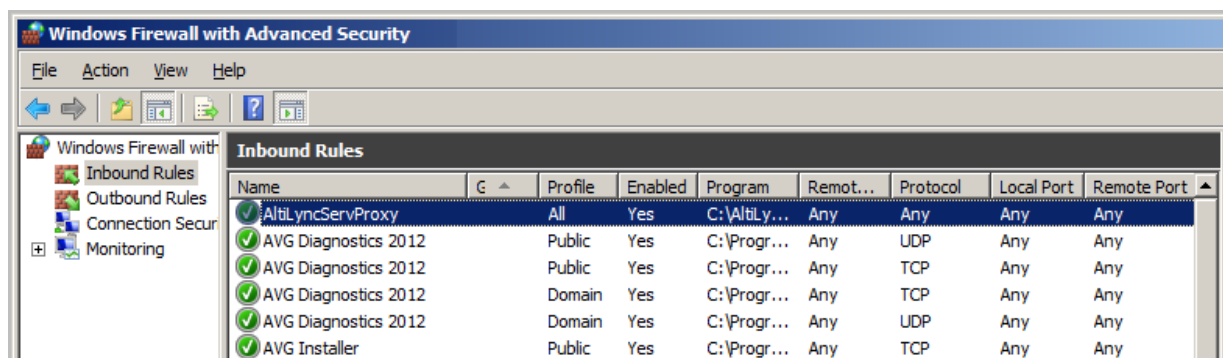 Windows Firewall with Advanced Security
File Action View Help
Windows Firewall with
Inbound Rules
Outbound Rules
Connection Secur
Monitoring
Inbound Rules
Name G Profile Enabled Program Remot... Protocol Local Port Remote Port
AltiLyncServProxy All Yes C:\AltiLy... Any Any Any Any
AVG Diagnostics 2012 Public Yes C:\Progr... Any UDP Any Any
AVG Diagnostics 2012 Public Yes C:\Progr... Any TCP Any Any
AVG Diagnostics 2012 Domain Yes C:\Progr... Any TCP Any Any
AVG Diagnostics 2012 Domain Yes C:\Progr... Any UDP Any Any
AVG Installer Public Yes C:\Progr... Any TCP Any Any